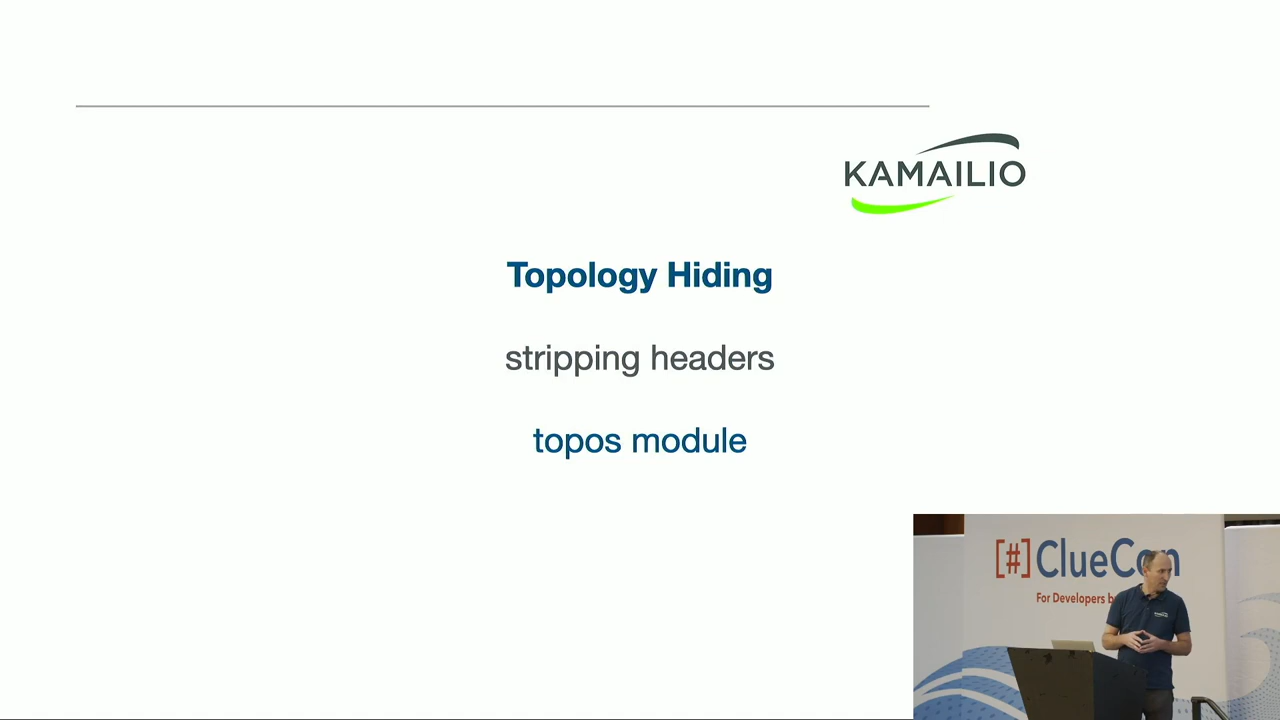 KAMAILIO
Topology Hiding
stripping headers
topos module
[#]ClueCon
For Developers b